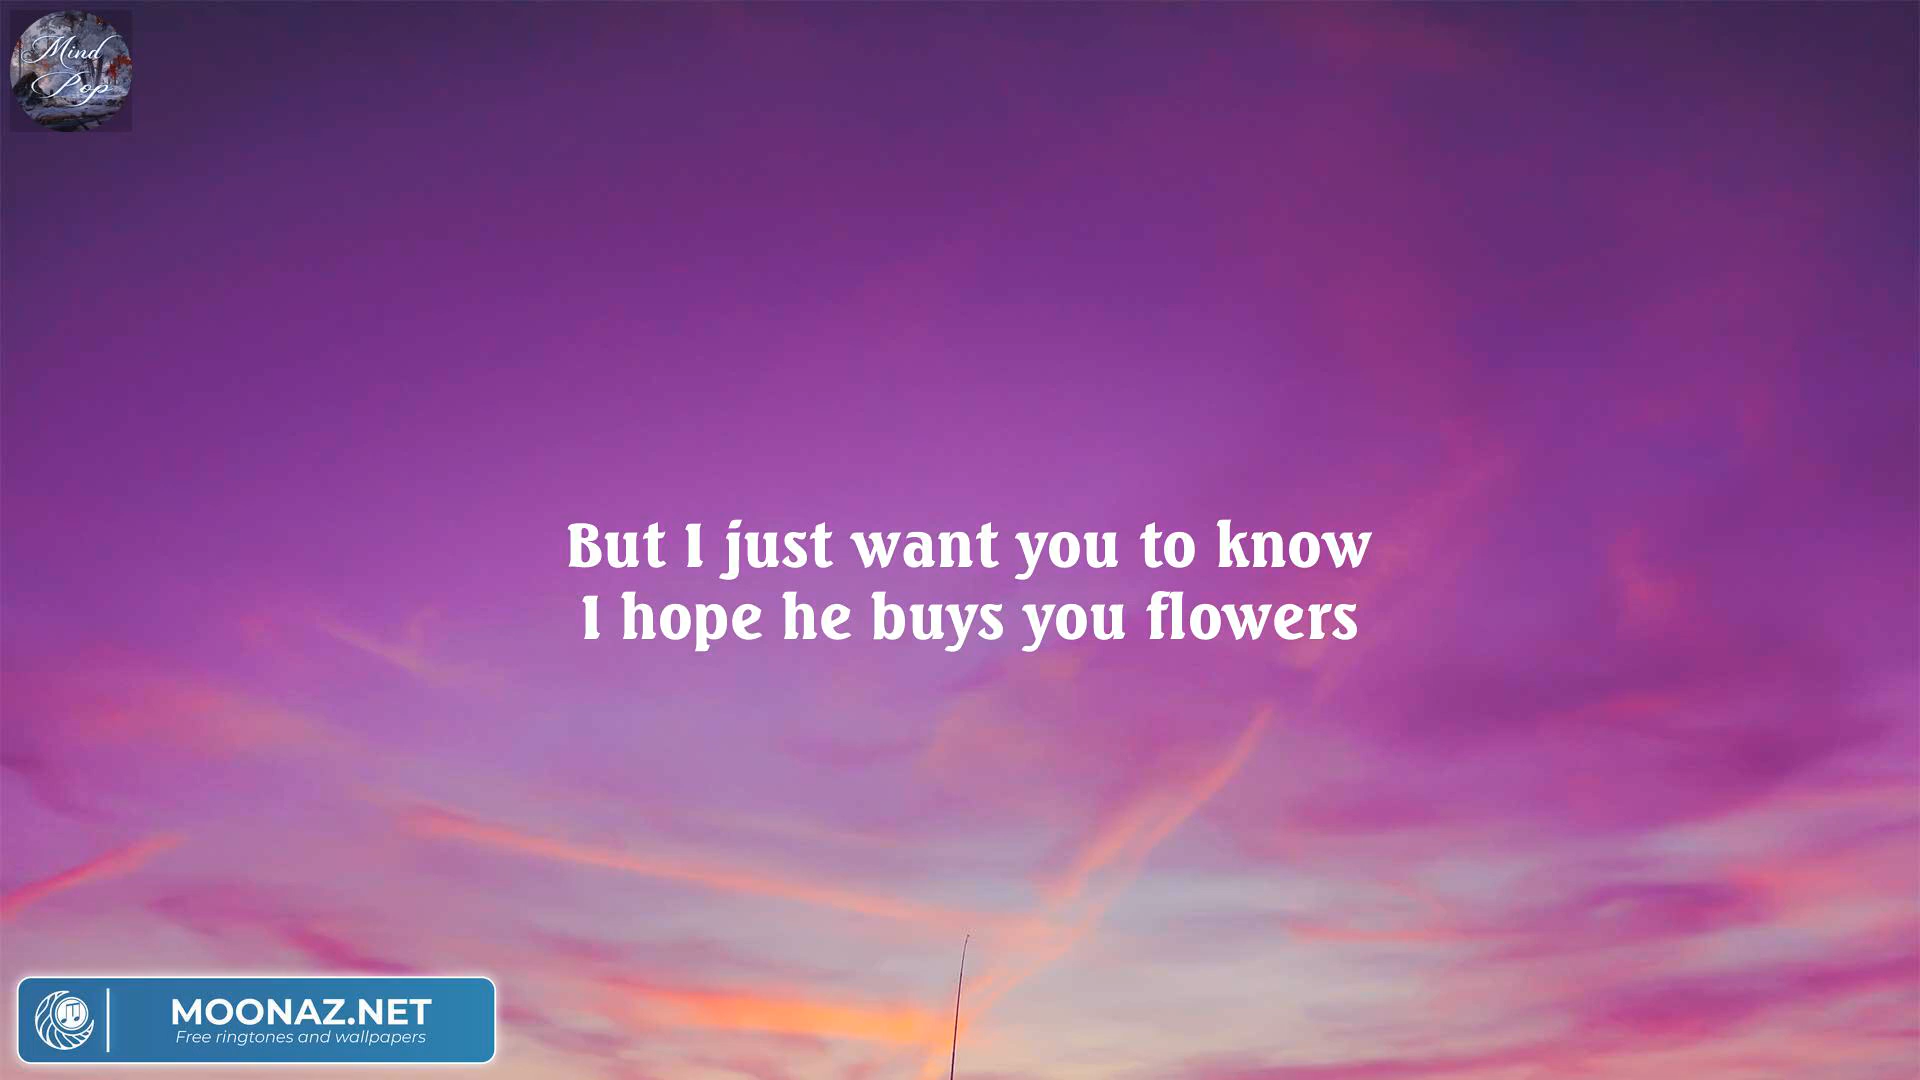 Mind
Pop
But I just want you to know
I hope he buys you flowers
MOONAZ.NET
Free ringtones and wallpapers